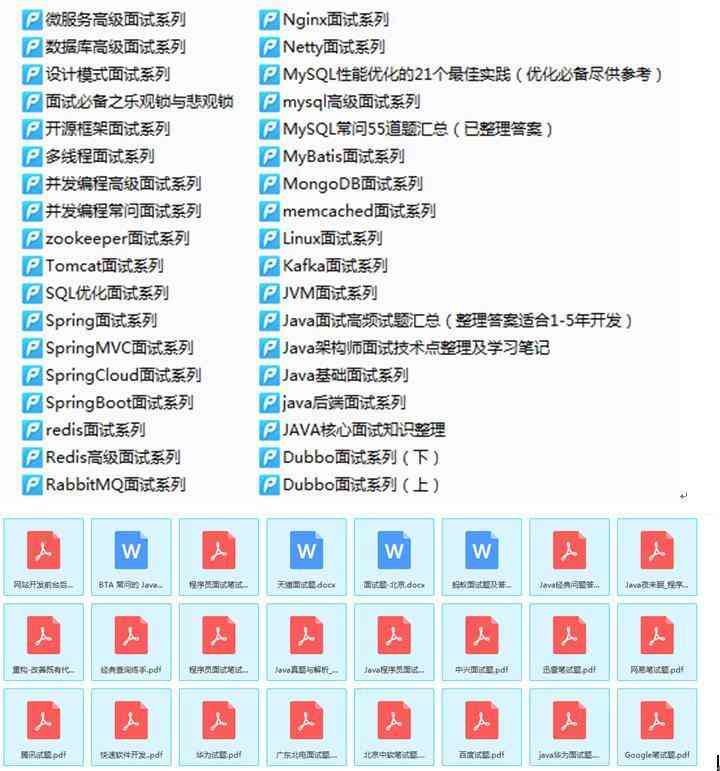 微服务高级面试系列
数据库高级面试系列
设计模式面试系列
面试必备之乐观锁与悲观锁
开源框架面试系列
多线程面试系列
并发编程高级面试系列
并发编程常问面试系列
zookeeper面试系列
Tomcat面试系列
SQL优化面试系列
Spring面试系列
SpringMVC面试系列
SpringCloud面试系列
SpringBoot面试系列
redis面试系列
Redis高级面试系列
RabbitMQ面试系列
Nginx面试系列
Netty面试系列
MySQL性能优化的21个最佳实践（优化必备尽供参考）
mysql高级面试系列
MySQL常问55道题汇总（已整理答案）
MyBatis面试系列
MongoDB面试系列
memcached面试系列
Linux面试系列
Kafka面试系列
JVM面试系列
Java面试高频试题汇总（整理答案适合1-5年开发）
Java架构师面试技术点整理及学习笔记
Java基础面试系列
java后端面试系列
JAVA核心面试知识整理
Dubbo面试系列（下）
Dubbo面试系列（上）
网站开发前台后...
BTA 常问的 Java...
程序员面试笔试...
天道面试题.docx
面试题-北京.docx
蚂蚁面试题及答...
Java经典问题答...
Java夜未眠_程序...
重构-改善既有代...
经典查询练手.pdf
程序员面试笔试...
Java真题与解析_...
Java程序员面试...
中兴面试题.pdf
迅雷笔试题.pdf
网易笔试题.pdf
腾讯试题.pdf
快速软件开发..pdf
华为试题.pdf
广东北电面试题....
北京中软笔试题....
百度试题.pdf
java华为面试题....
Google笔试题.pdf